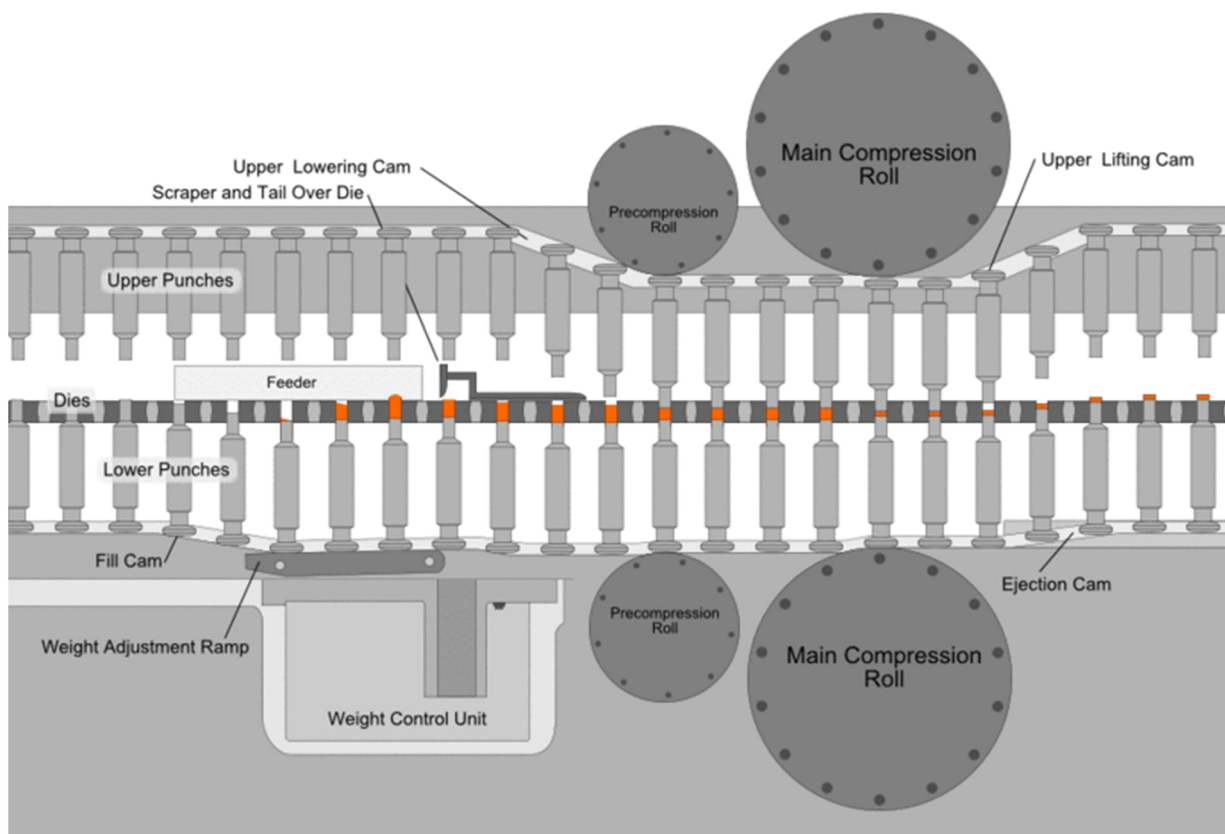 Main Compression
Roll
Upper Lowering Cam
Scraper and Tail Over Die
Upper Lifting Cam
Precompression
Roll
Upper Punches
Feeder
Dies
Lower Punches
Fill Cam
Ejection Cam
Precompression
Roll
Weight Adjustment Ramp
Main Compression
Roll
Weight Control Unit